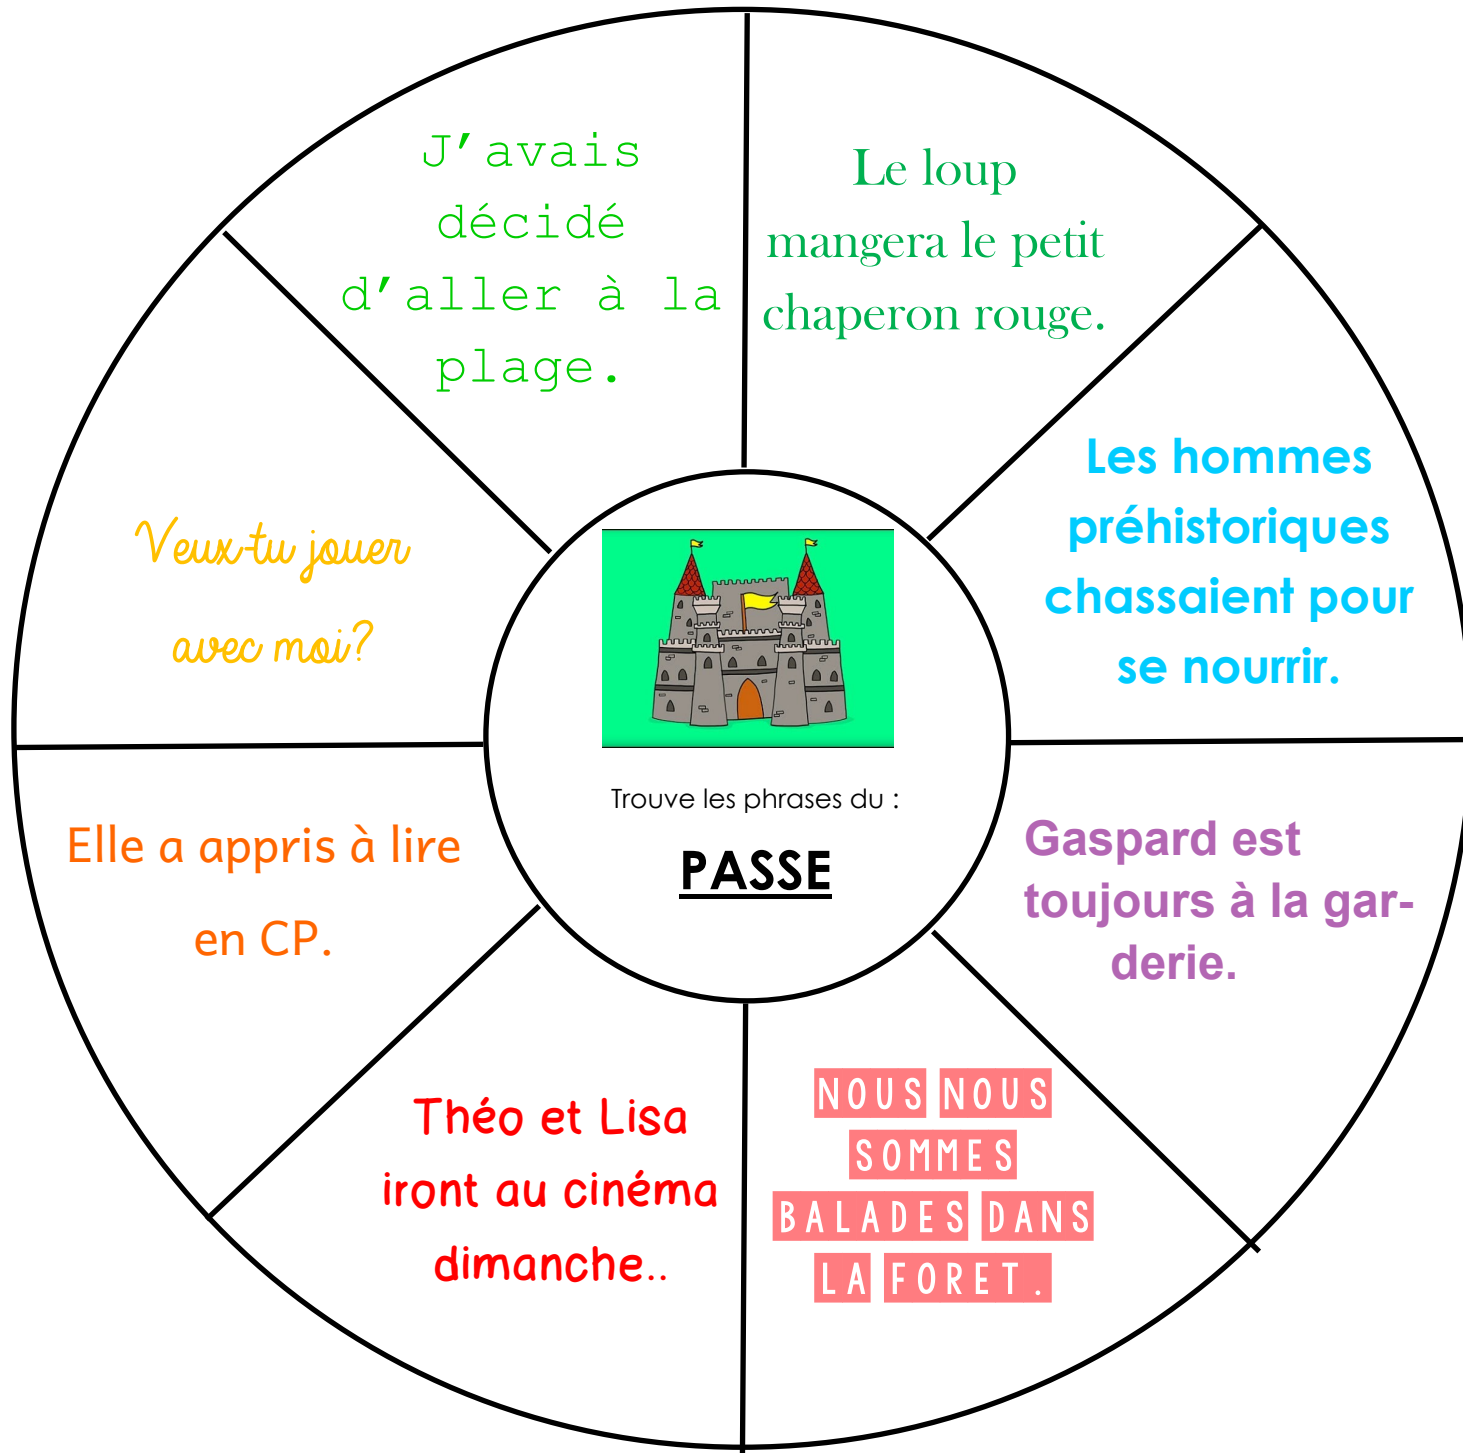 J'avais
décidé
d'aller à la
plage.
Le loup
mangera le petit
chaperon rouge.
Les hommes
préhistoriques
chassaient pour
se nourrir.
Gaspard est
toujours à la gar-
derie.
NOUS NOUS
SOMMES
BALADES DANS
LA FORET.
Théo et Lisa
iront au cinéma
dimanche..
Elle a appris à lire
en CP.
Veux-tu jouer
avec moi?
Trouve les phrases du :
PASSE